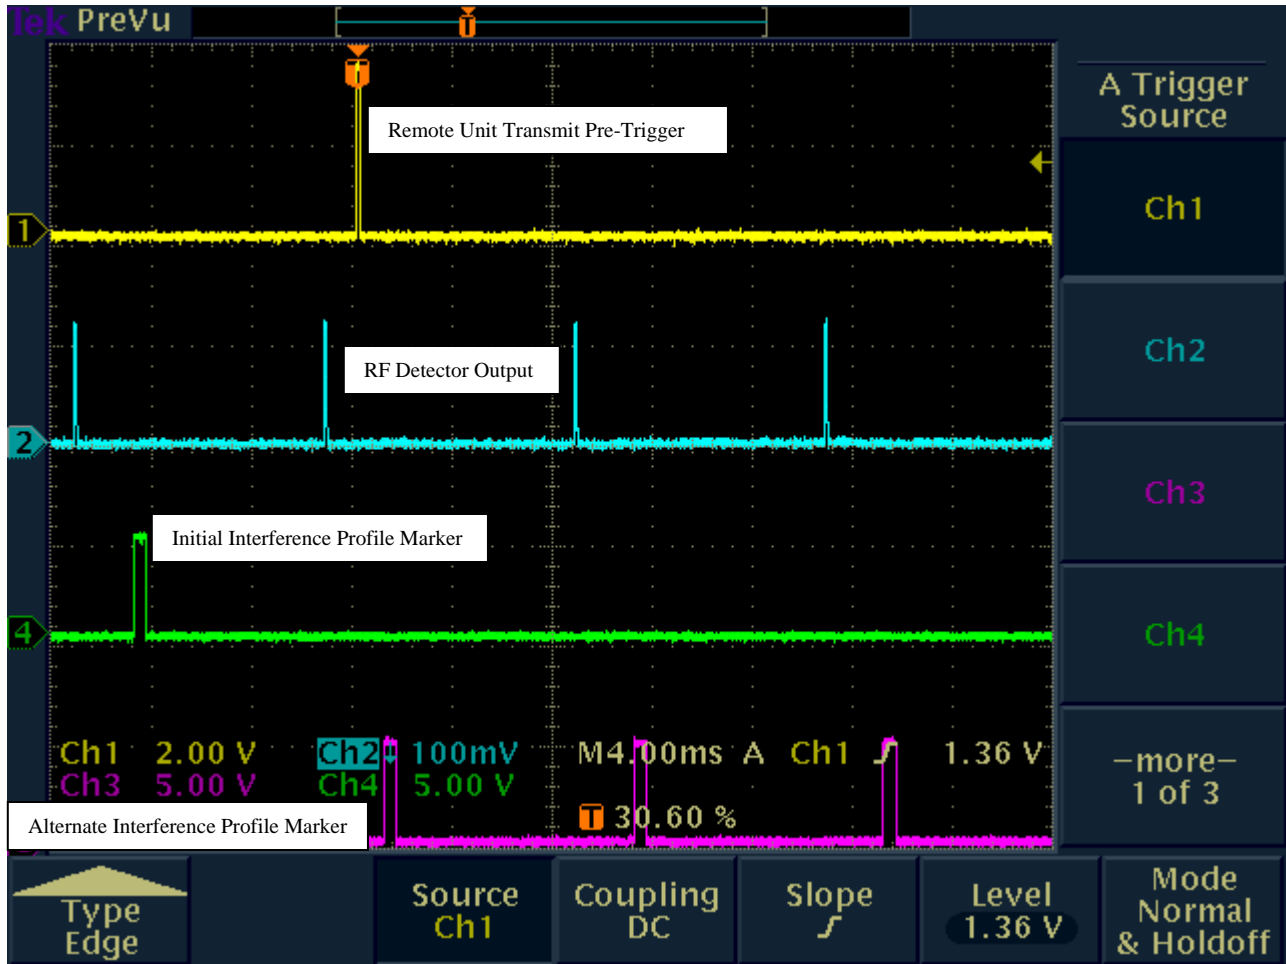 Tek PreVu
T
T
Remote Unit Transmit Pre-Trigger
1
RF Detector Output
2
Initial Interference Profile Marker
4
Ch1 2.00 V Ch2 100mV M4.00ms A Ch1 1.36 V
Ch3 5.00 V Ch4 5.00 V
T 30.60 %
Alternate Interference Profile Marker
A Trigger
Source
Ch1
Ch2
Ch3
Ch4
–more–
1 of 3
Type
Edge
Source
Ch1
Coupling
DC
Slope
Level
1.36 V
Mode
Normal
& Holdoff